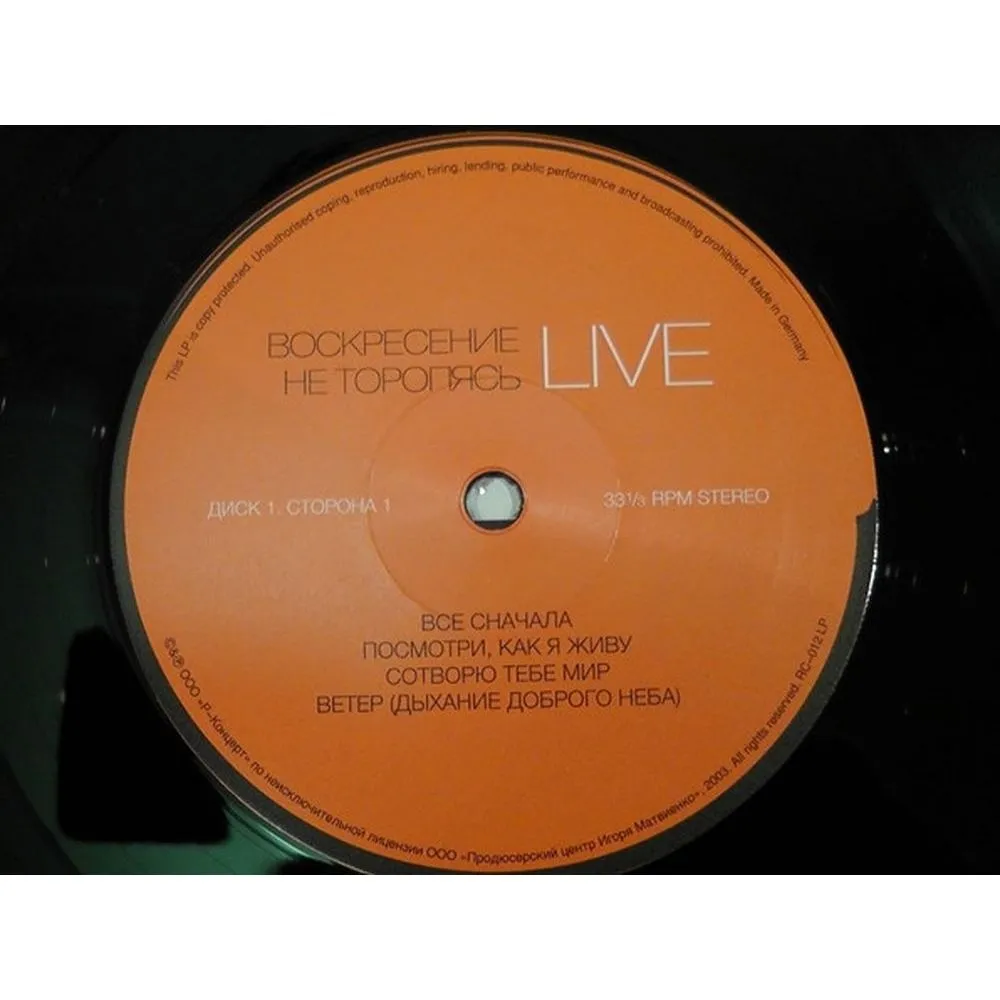 This LP is copy protected. Unauthorised coping, reproduction, hiring, lending, public performance and broadcasting prohibited. Made in Germany
ВОСКРЕСЕНИЕ
НЕ ТОРОПЯСЬ
LIVE
ДИСК 1. СТОРОНА 1
33⅓ RPM STEREO
ВСЕ СНАЧАЛА
ПОСМОТРИ, КАК Я ЖИВУ
СОТВОРЮ ТЕБЕ МИР
ВЕТЕР (ДЫХАНИЕ ДОБРОГО НЕБА)
©&℗ ООО »Р–Концерт» по неисключительной лицензии ООО »Продюсерский центр Игоря Матвиенко», 2003. All rights reserved. RC–012 LP